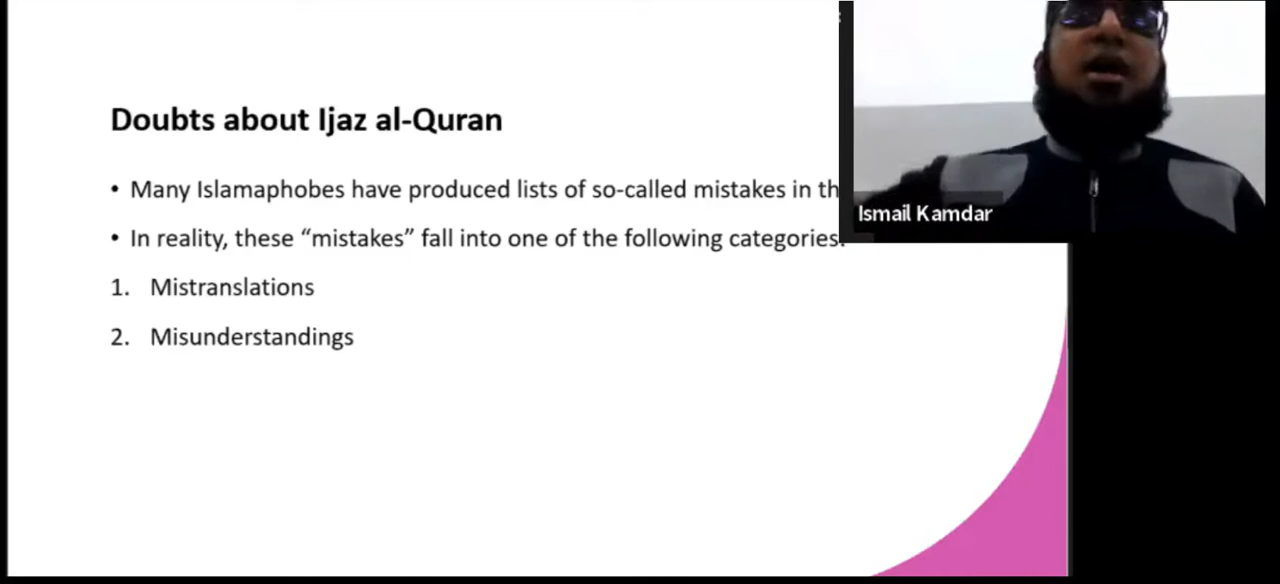 Doubts about Ijaz al-Quran
• Many Islamaphobes have produced lists of so-called mistakes in th
• In reality, these “mistakes” fall into one of the following categories:
1. Mistranslations
2. Misunderstandings
Ismail Kamdar